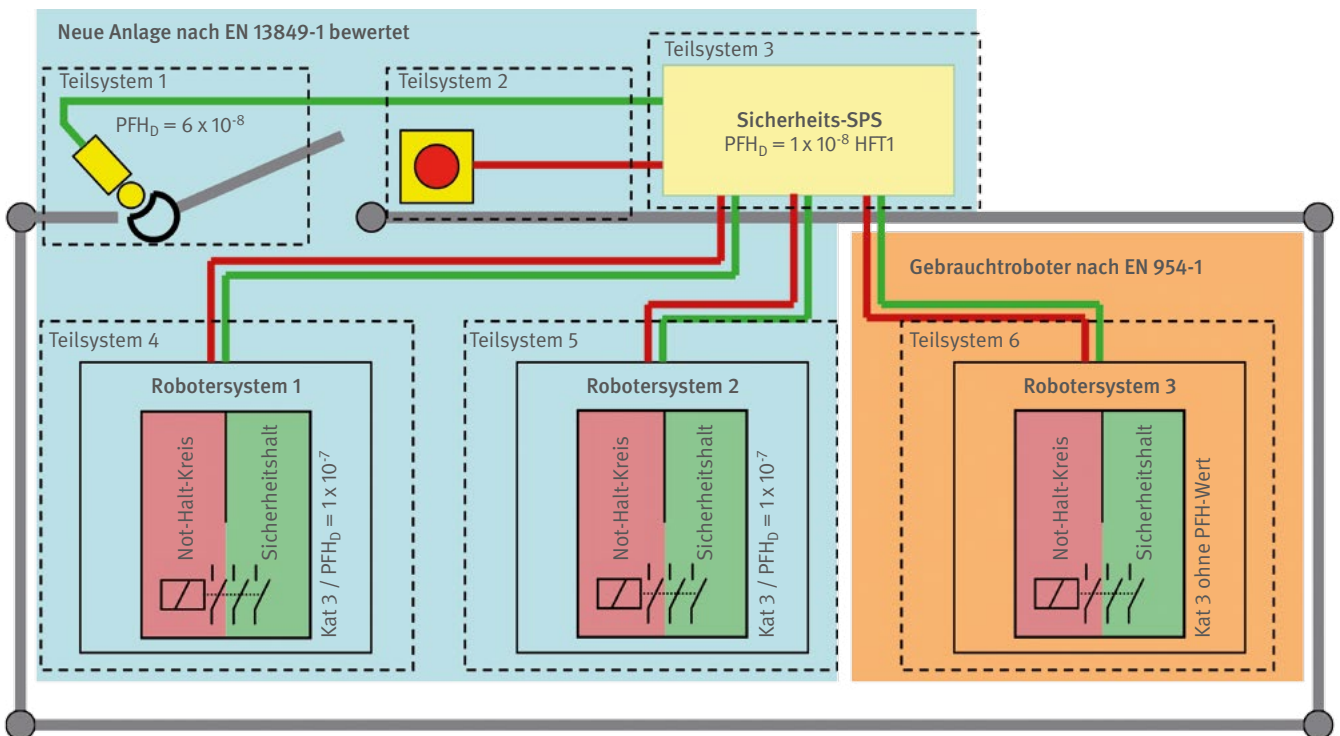 Neue Anlage nach EN 13849-1 bewertet
Teilsystem 1
PFHD = 6 x 10-8
Teilsystem 2
Teilsystem 3
Sicherheits-SPS
PFHD = 1 x 10-8 HFT1
Gebrauchtroboter nach EN 954-1
Teilsystem 4
Robotersystem 1
Not-Halt-Kreis
Sicherheitshalt
Kat 3 / PFHD = 1 x 10-7
Teilsystem 5
Robotersystem 2
Not-Halt-Kreis
Sicherheitshalt
Kat 3 / PFHD = 1 x 10-7
Teilsystem 6
Robotersystem 3
Not-Halt-Kreis
Sicherheitshalt
Kat 3 ohne PFH-Wert